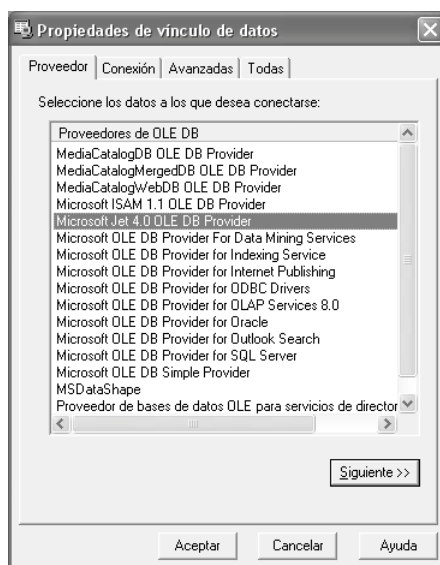 Propiedades de vínculo de datos
Proveedor Conexión Avanzadas Todas
Seleccione los datos a los que desea conectarse:
Proveedores de OLE DB
MediaCatalogDB OLE DB Provider
MediaCatalogMergedDB OLE DB Provider
MediaCatalogWebDB OLE DB Provider
Microsoft ISAM 1.1 OLE DB Provider
Microsoft Jet 4.0 OLE DB Provider
Microsoft OLE DB Provider For Data Mining Services
Microsoft OLE DB Provider for Indexing Service
Microsoft OLE DB Provider for Internet Publishing
Microsoft OLE DB Provider for ODBC Drivers
Microsoft OLE DB Provider for OLAP Services 8.0
Microsoft OLE DB Provider for Oracle
Microsoft OLE DB Provider for Outlook Search
Microsoft OLE DB Provider for SQL Server
Microsoft OLE DB Simple Provider
MSDataShape
Proveedor de bases de datos OLE para servicios de director
Siguiente >>
Aceptar Cancelar Ayuda